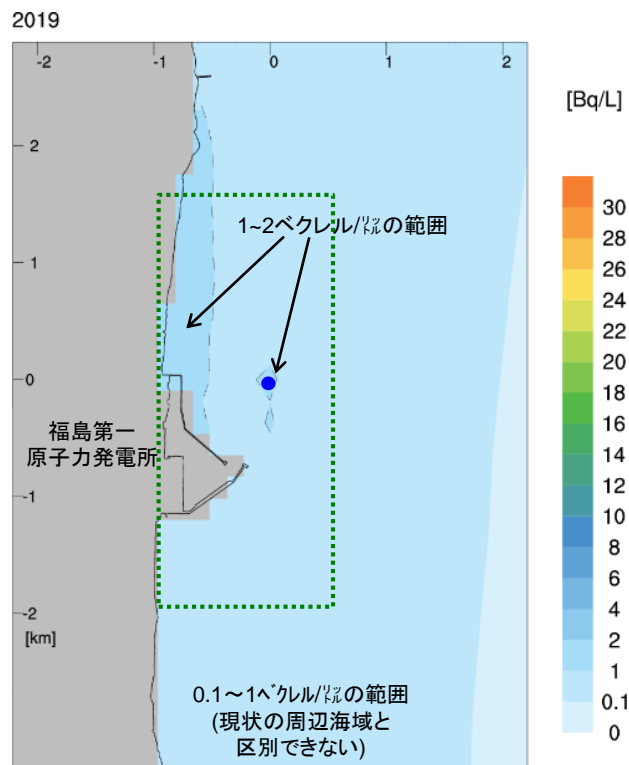 2019
-2 -1 0 1 2
[Bq/L]
2
1
0
-1
-2
[km]
1~2ベクレル/㍑の範囲
福島第一
原子力発電所
0.1～1ﾍﾞｸﾚﾙ/㍑の範囲
(現状の周辺海域と
区別できない)
30
28
26
24
22
20
18
16
14
12
10
8
6
4
2
1
0.1
0